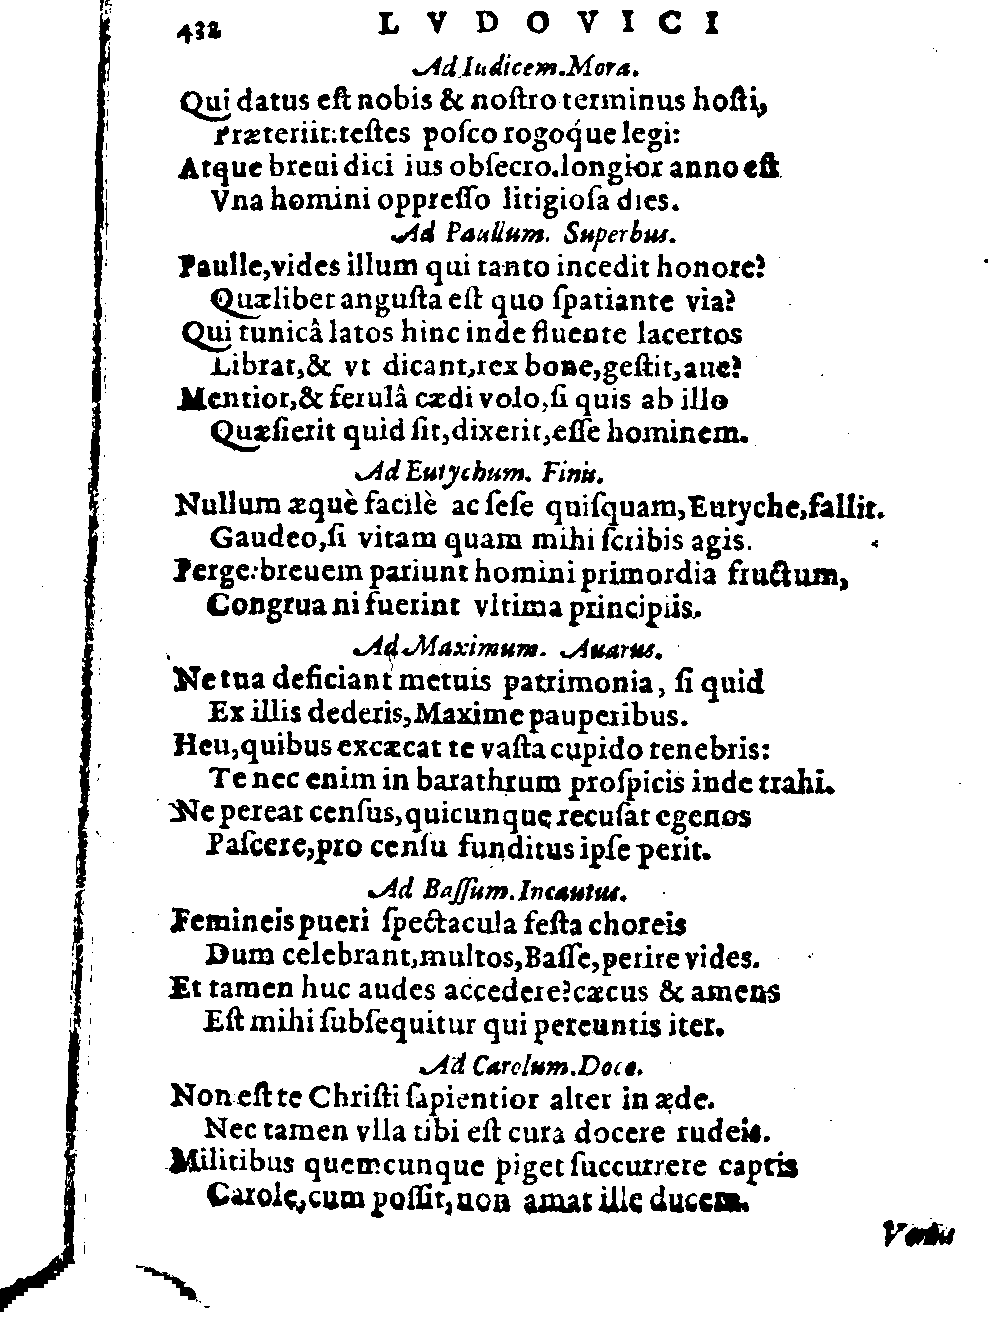 432 LVDOVICI
Ad Iudicem. Mora.
Qui datus eſt nobis & noſtro terminus hoſti,
Præteriit: teſtes poſco rogoq́ue legi:
Atque breui dici ius obſecro. longior anno eſt
Vna homini oppreſſo litigioſa dies.
Ad Paullum. Superbus.
Paulle, vides illum qui tanto incedit honore?
Quælibet anguſta eſt quo ſpatiante via?
Qui tunicâ latos hinc inde fluente lacertos
Librat, & vt dicant, rex bone, geſtit, aue?
Mentior, & ferulâ cædi volo, ſi quis ab illo
Quæſierit quid ſit, dixerit, eſſe hominem.
Ad Eutychum. Finis.
Nullum æquè facilè ac ſeſe quiſquam, Eutyche, fallit.
Gaudeo, ſi vitam quam mihi ſcribis agis.
Perge: breuem pariunt homini primordia fructum,
Congrua ni fuerint vltima principiis.
Ad Maximum. Auarus.
Ne tua deficiant metuis patrimonia, ſi quid
Ex illis dederis, Maxime pauperibus.
Heu, quibus excæcat te vaſta cupido tenebris:
Te nec enim in barathrum proſpicis inde trahi.
Ne pereat cenſus, quicunque recuſat egenos
Paſcere, pro cenſu funditus ipſe perit.
Ad Baſſum. Incautus.
Femineis pueri ſpectacula feſta choreis
Dum celebrant, multos, Baſſe, perire vides.
Et tamen huc audes accedere? cæcus & amens
Eſt mihi ſubſequitur qui pereuntis iter.
Ad Carolum. Doce.
Non eſt te Chriſti ſapientior alter in æde.
Nec tamen vlla tibi eſt cura docere rudeis.
Militibus quemcunque piget ſuccurrere captis
Carole, cum poſſit, non amat ille ducem.